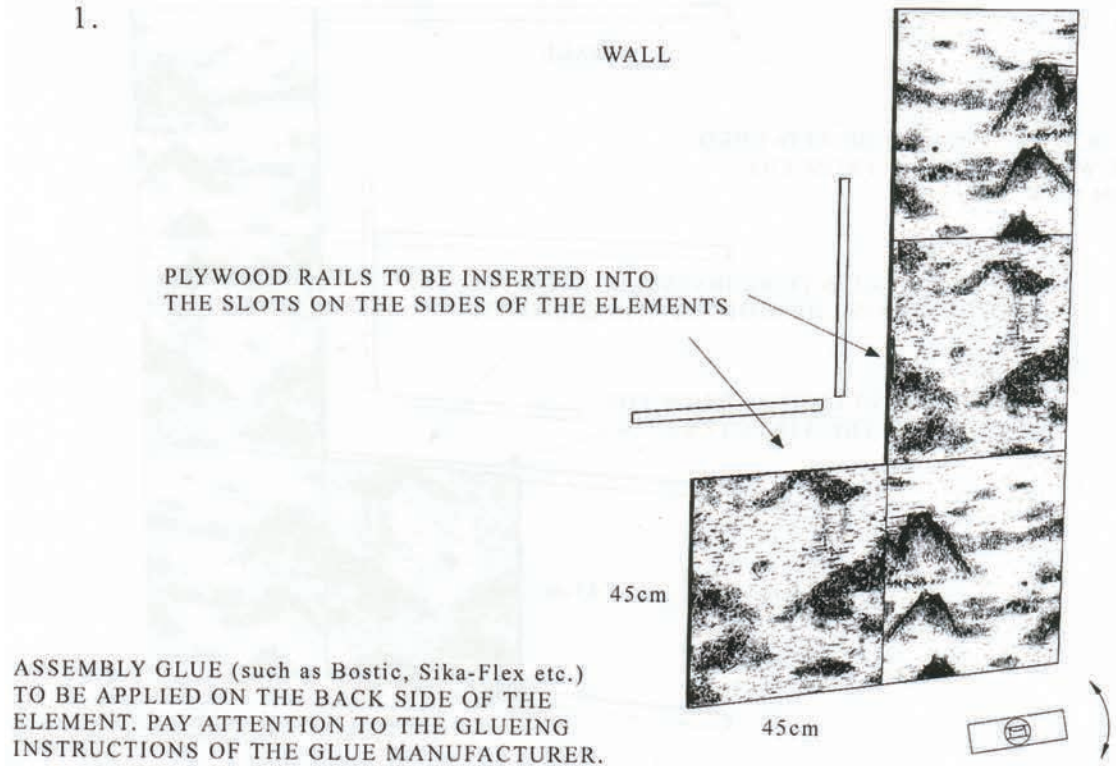 1.
WALL
PLYWOOD RAILS T0 BE INSERTED INTO
THE SLOTS ON THE SIDES OF THE ELEMENTS
45cm
ASSEMBLY GLUE (such as Bostic, Sika-Flex etc.)
TO BE APPLIED ON THE BACK SIDE OF THE
ELEMENT. PAY ATTENTION TO THE GLUEING
INSTRUCTIONS OF THE GLUE MANUFACTURER.
45cm